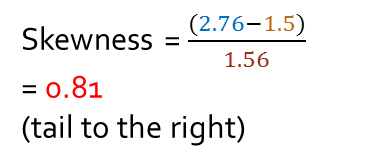 Skewness = (2.76−1.5)
1.56
= 0.81
(tail to the right)